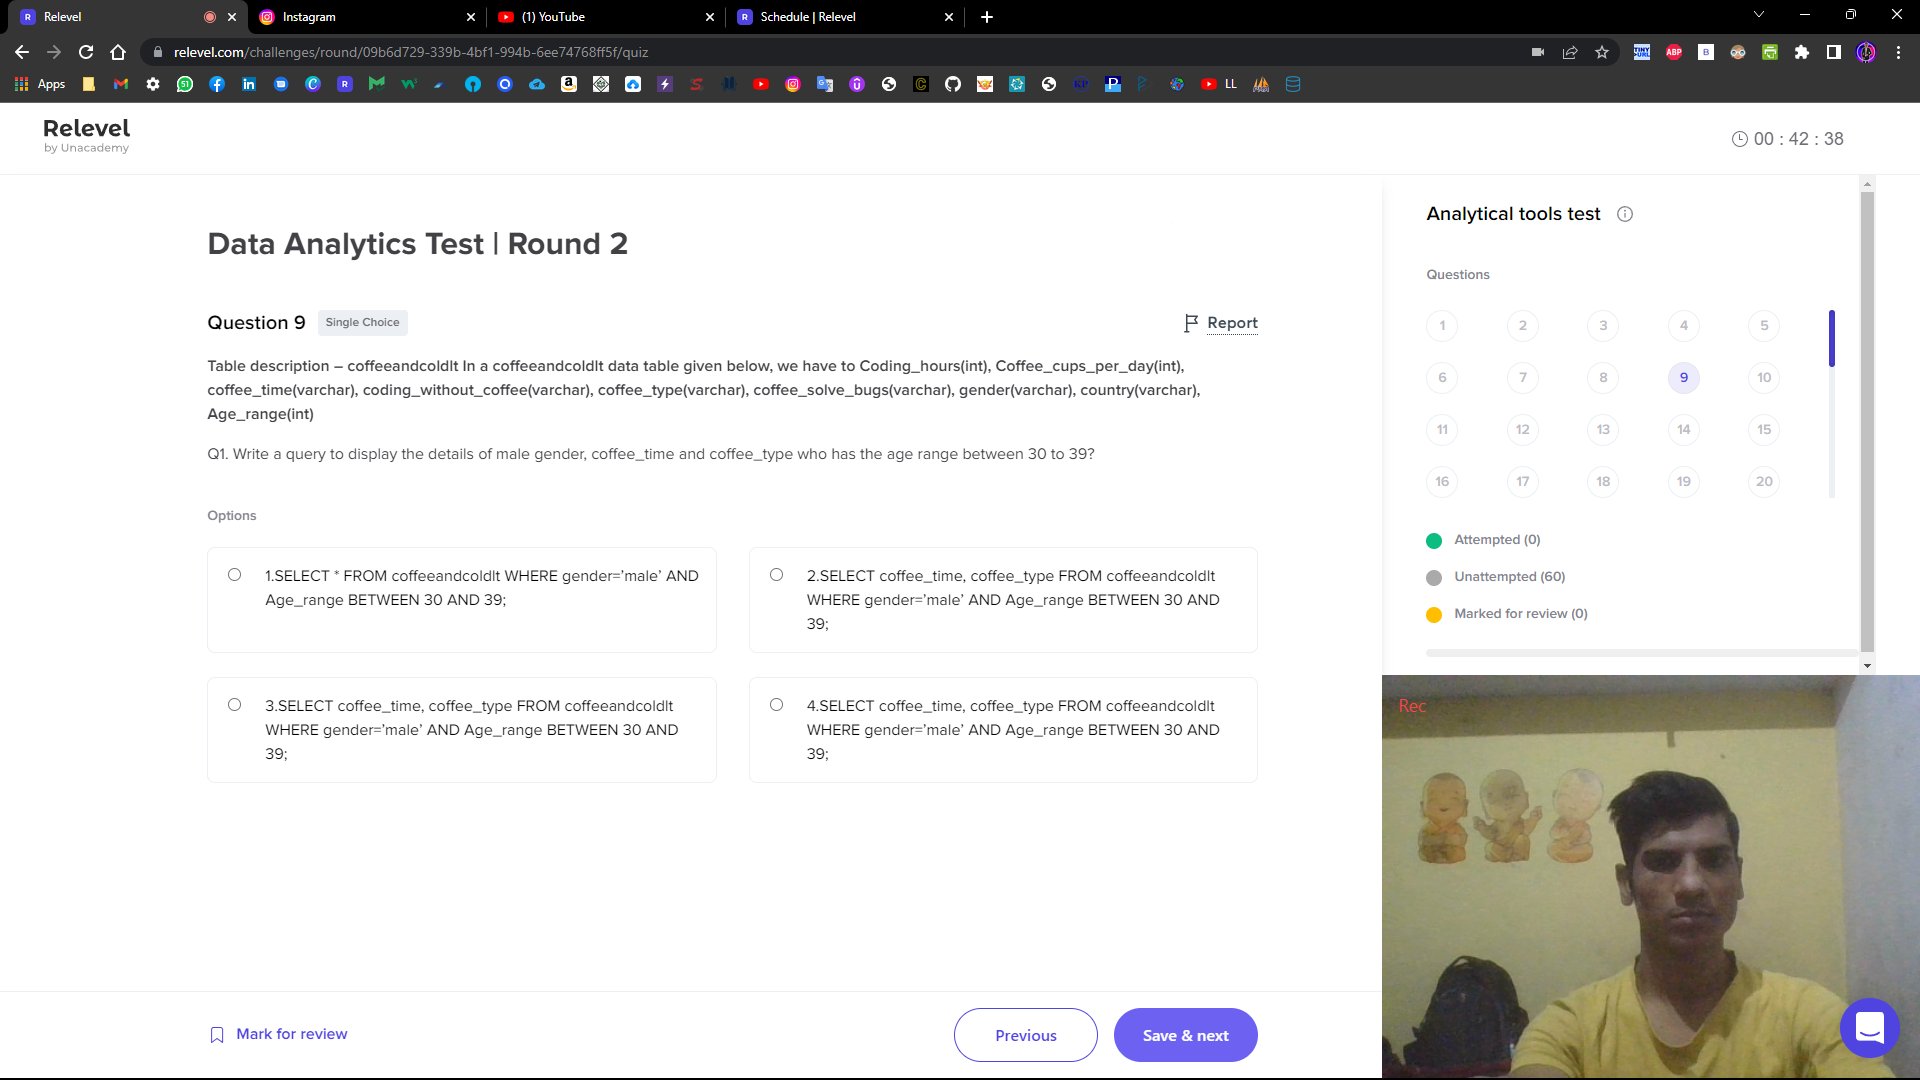 Relevel
Instagram
(1) YouTube
Schedule | Relevel
relevel.com/challenges/round/09b6d729-339b-4bf1-994b-6ee74768ff5f/quiz
Apps
LL
Relevel
by Unacademy
00 : 42 : 38
Data Analytics Test | Round 2
Question 9
Single Choice
Report
Table description – coffeeandcoldlt In a coffeeandcoldlt data table given below, we have to Coding_hours(int), Coffee_cups_per_day(int),
coffee_time(varchar), coding_without_coffee(varchar), coffee_type(varchar), coffee_solve_bugs(varchar), gender(varchar), country(varchar),
Age_range(int)
Q1. Write a query to display the details of male gender, coffee_time and coffee_type who has the age range between 30 to 39?
Options
1.SELECT * FROM coffeeandcoldlt WHERE gender=’male’ AND
Age_range BETWEEN 30 AND 39;
2.SELECT coffee_time, coffee_type FROM coffeeandcoldlt
WHERE gender=’male’ AND Age_range BETWEEN 30 AND
39;
3.SELECT coffee_time, coffee_type FROM coffeeandcoldlt
WHERE gender=’male’ AND Age_range BETWEEN 30 AND
39;
4.SELECT coffee_time, coffee_type FROM coffeeandcoldlt
WHERE gender=’male’ AND Age_range BETWEEN 30 AND
39;
Mark for review
Previous
Save & next
Analytical tools test
Questions
1 2 3 4 5
6 7 8 9 10
11 12 13 14 15
16 17 18 19 20
Attempted (0)
Unattempted (60)
Marked for review (0)
Rec